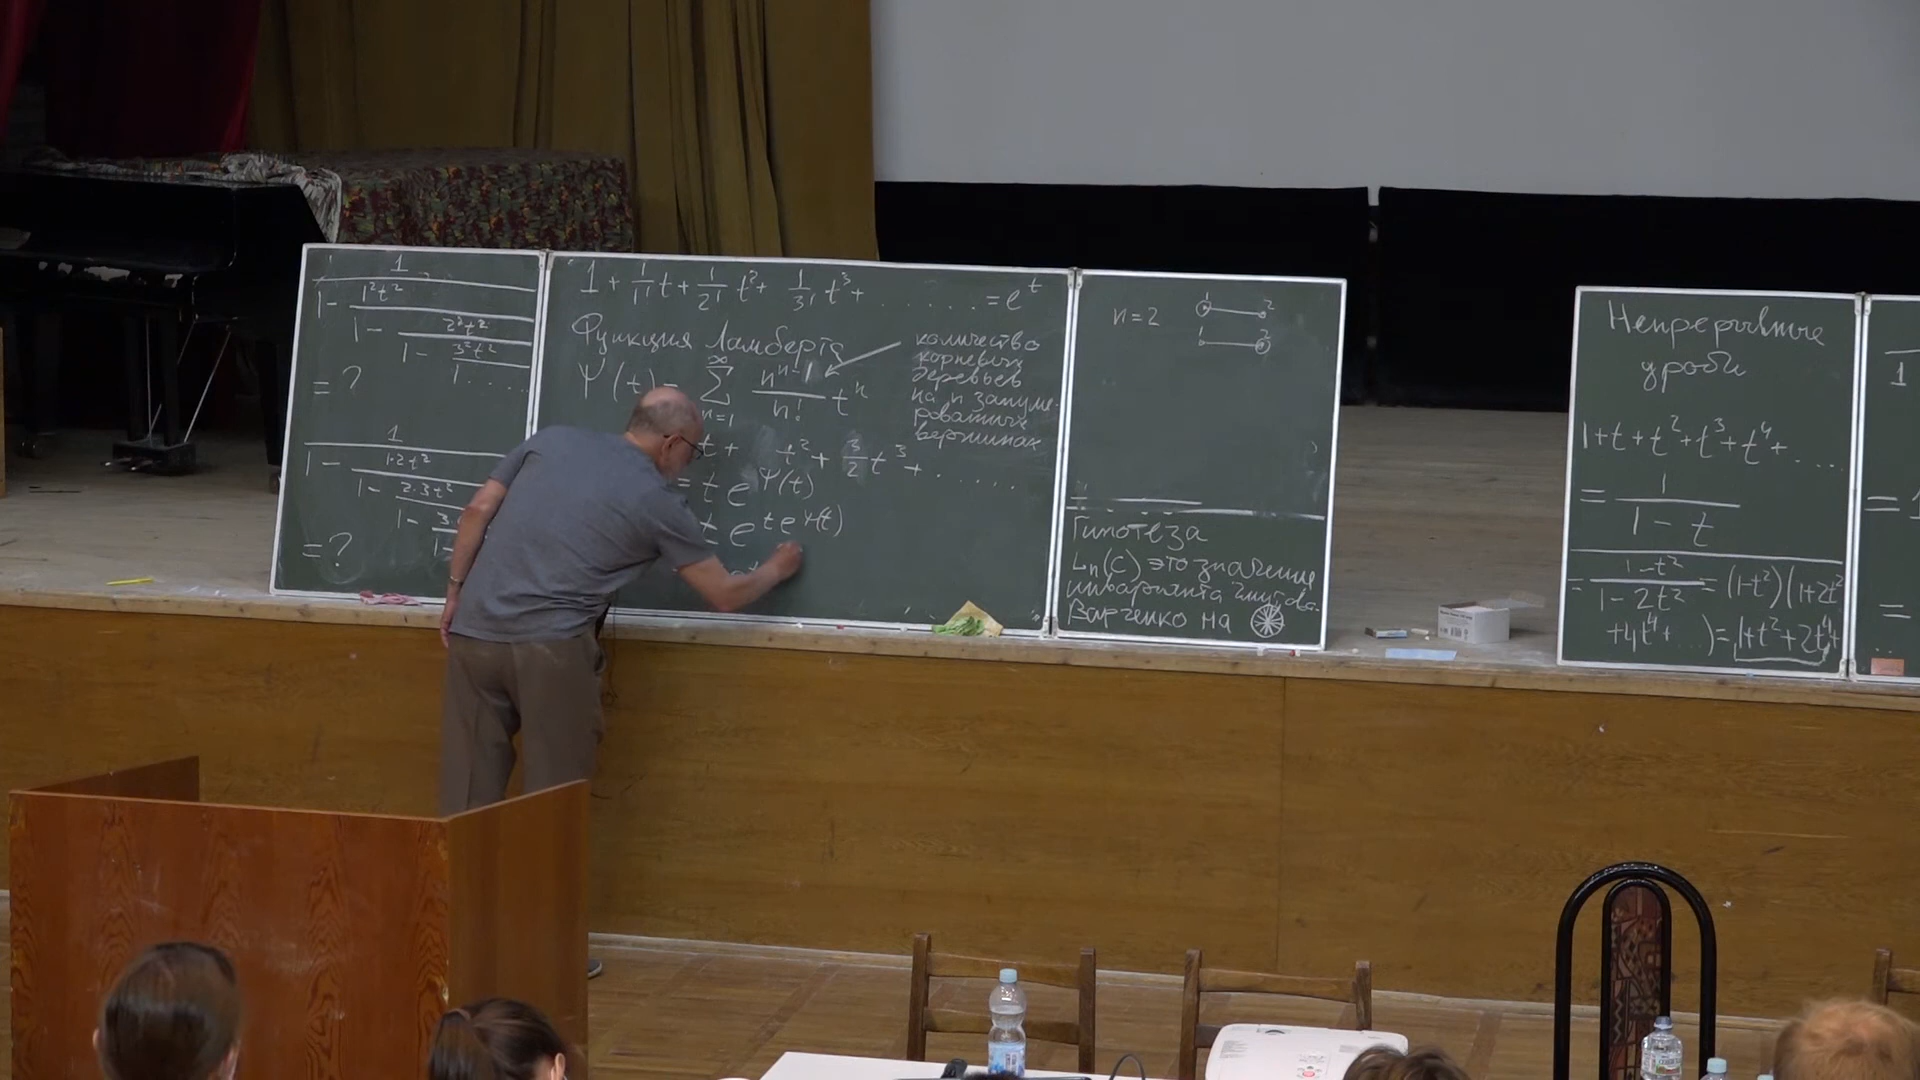 1
1 - 1²t²
1 - 2²t²
1 - 3²t²
1 .....
= ?
1
1 - 1·2t²
1 - 2·3t²
1 - 3
= ?
1 + 1/1! t + 1/2! t² + 1/3! t³ + ....... = e^t
Функция Ламберта
Ψ(t) = ∑_{n=1}^{∞} n^{n-1}/n! t^n
количество
корневых
деревьев
на n зануме-
рованных
вершинах
t + t² + 3/2 t³ + ......
= t e^{Ψ(t)}
t e^{t e^{Ψ(t)}}
n = 2
1 2
1 2
Гипотеза
Ln(C) это значение
инварианта Чмутова-
Варченко на
Непрерывные
дроби
1 + t + t² + t³ + t⁴ + ....
= 1/(1 - t)
= (1-t²)/(1-2t²) = (1-t²)(1+2t²
+4t⁴+ ...) = 1+t²+2t⁴+
1
= 1
=